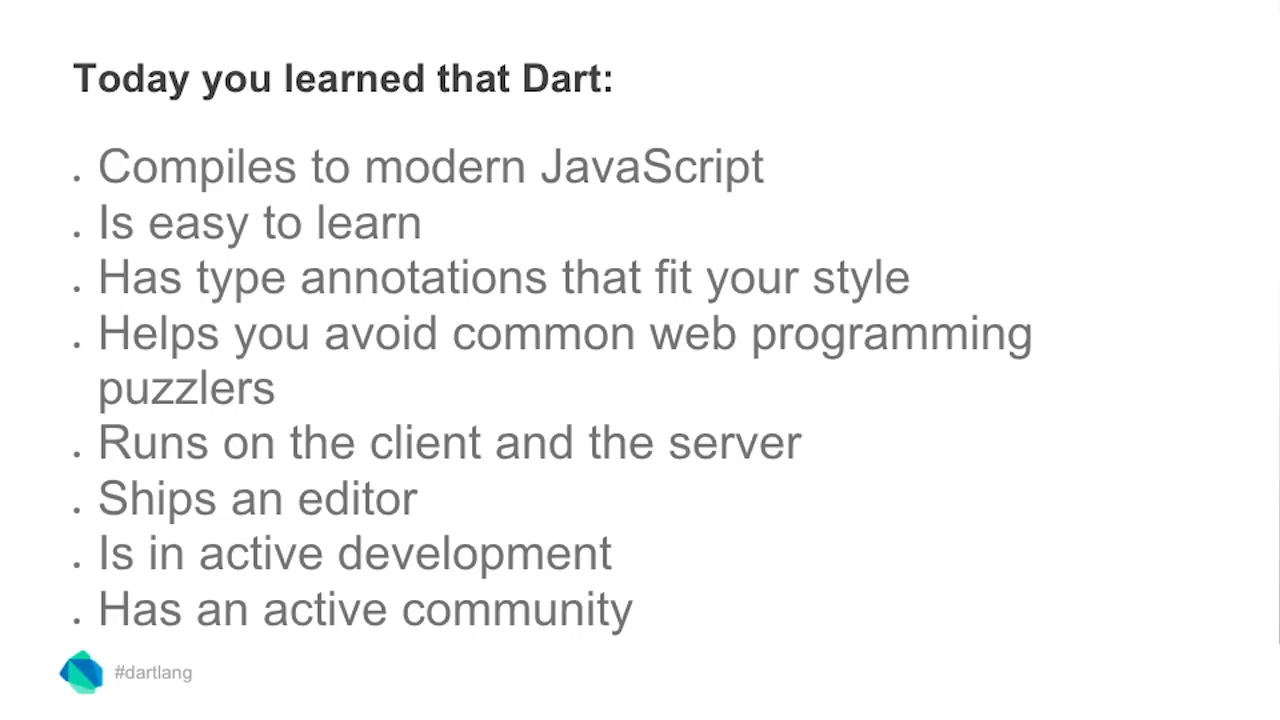 Today you learned that Dart:
. Compiles to modern JavaScript
. Is easy to learn
. Has type annotations that fit your style
. Helps you avoid common web programming
puzzlers
. Runs on the client and the server
. Ships an editor
. Is in active development
. Has an active community
#dartlang